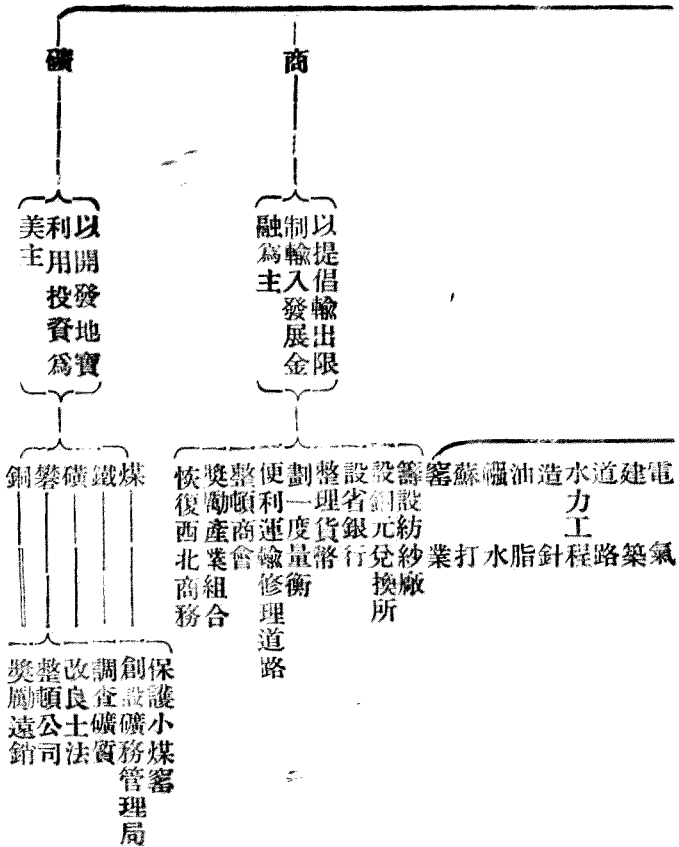 電氣
建築
道路
水力工程
造針
油脂
蘇打
窰業
商
以提倡輸出限
制輸入發展金
融爲主
籌設紡紗廠
設銅元兌換所
設省銀行
整理貨幣
劃一度量衡
便利運輸修理道路
整頓商會
獎勵產業組合
恢復西北商務
礦
以開發地寶
利用投資爲
美主
煤
鐵
磺
礬
銅
保護小煤窰
創設礦務管理局
調查礦質
改良土法
整頓公司
獎勵遠銷